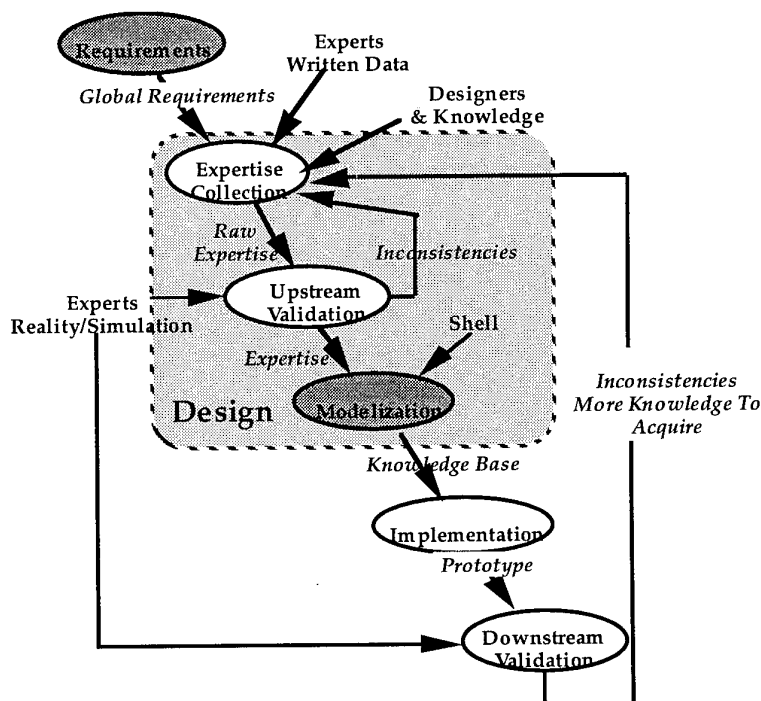 Requirements
Experts
Written Data
Global Requirements
Designers
& Knowledge
Expertise
Collection
Raw
Expertise
Inconsistencies
Upstream
Validation
Experts
Reality/Simulation
Shell
Expertise
Design
Modelization
Inconsistencies
More Knowledge To
Acquire
Knowledge Base
Implementation
Prototype
Downstream
Validation